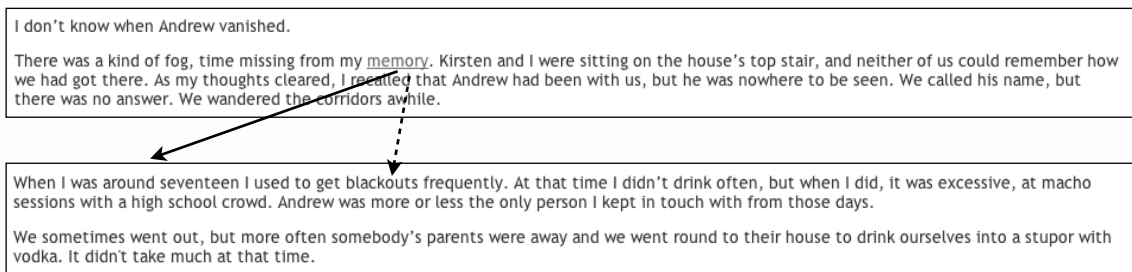 I don’t know when Andrew vanished.
There was a kind of fog, time missing from my memory. Kirsten and I were sitting on the house’s top stair, and neither of us could remember how
we had got there. As my thoughts cleared, I recalled that Andrew had been with us, but he was nowhere to be seen. We called his name, but
there was no answer. We wandered the corridors awhile.
When I was around seventeen I used to get blackouts frequently. At that time I didn’t drink often, but when I did, it was excessive, at macho
sessions with a high school crowd. Andrew was more or less the only person I kept in touch with from those days.
We sometimes went out, but more often somebody’s parents were away and we went round to their house to drink ourselves into a stupor with
vodka. It didn't take much at that time.